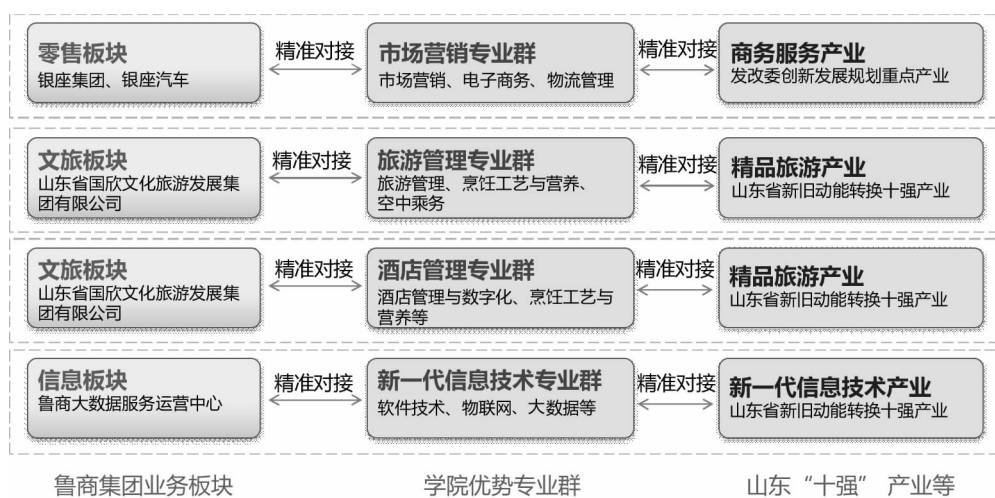 零售板块
银座集团、银座汽车
精准对接
市场营销专业群
市场营销、电子商务、物流管理
精准对接
商务服务产业
发改委创新发展规划重点产业
文旅板块
山东省国欣文化旅游发展集
团有限公司
精准对接
旅游管理专业群
旅游管理、烹饪工艺与营养、
空中乘务
精准对接
精品旅游产业
山东省新旧动能转换十强产业
文旅板块
山东省国欣文化旅游发展集
团有限公司
精准对接
酒店管理专业群
酒店管理与数字化、烹饪工艺与
营养等
精准对接
精品旅游产业
山东省新旧动能转换十强产业
信息板块
鲁商大数据服务运营中心
精准对接
新一代信息技术专业群
软件技术、物联网、大数据等
精准对接
新一代信息技术产业
山东省新旧动能转换十强产业
鲁商集团业务板块
学院优势专业群
山东“十强” 产业等